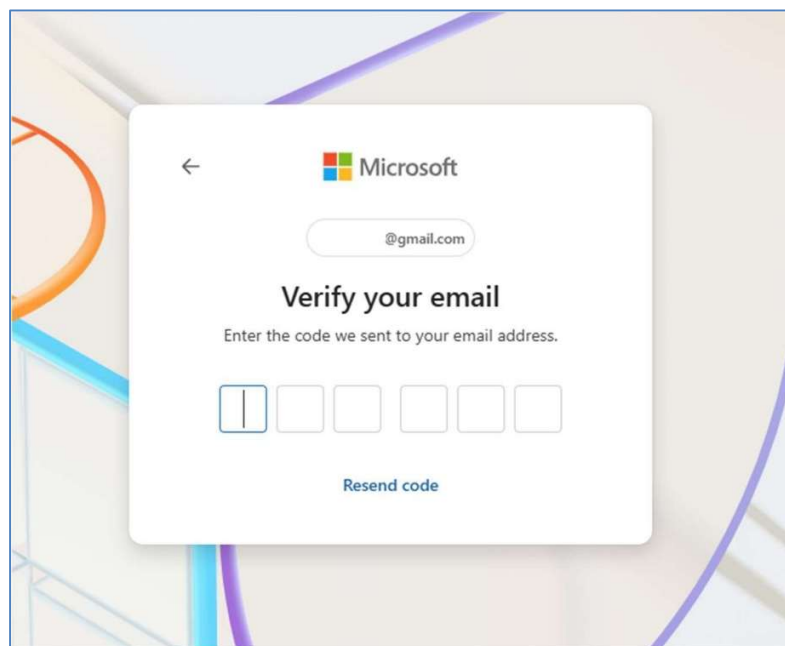 Microsoft
@gmail.com
Verify your email
Enter the code we sent to your email address.
Resend code